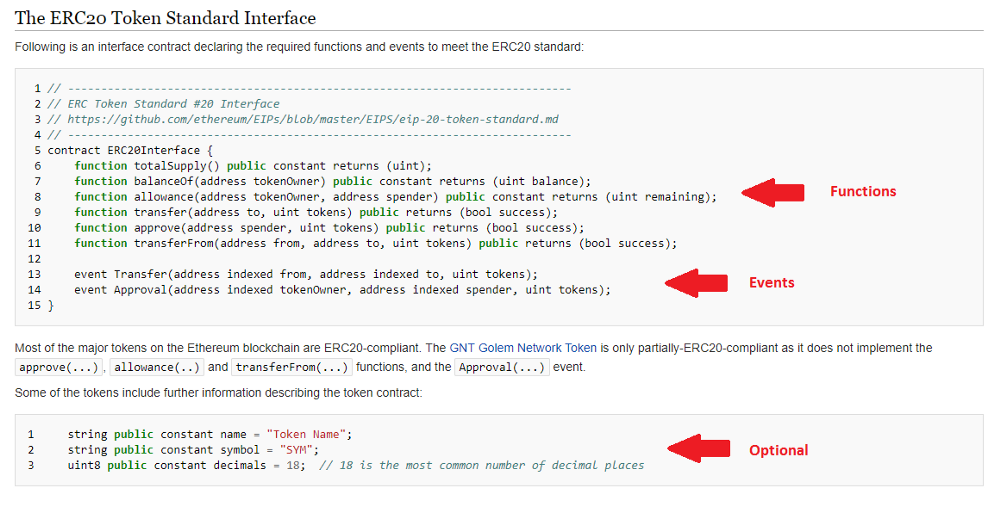 The ERC20 Token Standard Interface
Following is an interface contract declaring the required functions and events to meet the ERC20 standard:
1 // ----------------------------------------------------------------------------
2 // ERC Token Standard #20 Interface
3 // https://github.com/ethereum/EIPs/blob/master/EIPS/eip-20-token-standard.md
4 // ----------------------------------------------------------------------------
5 contract ERC20Interface {
6     function totalSupply() public constant returns (uint);
7     function balanceOf(address tokenOwner) public constant returns (uint balance);
8     function allowance(address tokenOwner, address spender) public constant returns (uint remaining);
Functions
9     function transfer(address to, uint tokens) public returns (bool success);
10     function approve(address spender, uint tokens) public returns (bool success);
11     function transferFrom(address from, address to, uint tokens) public returns (bool success);
12
13     event Transfer(address indexed from, address indexed to, uint tokens);
Events
14     event Approval(address indexed tokenOwner, address indexed spender, uint tokens);
15 }
Most of the major tokens on the Ethereum blockchain are ERC20-compliant. The GNT Golem Network Token is only partially-ERC20-compliant as it does not implement the
approve(...), allowance(..) and transferFrom(...) functions, and the Approval(...) event.
Some of the tokens include further information describing the token contract:
1     string public constant name = "Token Name";
2     string public constant symbol = "SYM";
Optional
3     uint8 public constant decimals = 18;  // 18 is the most common number of decimal places